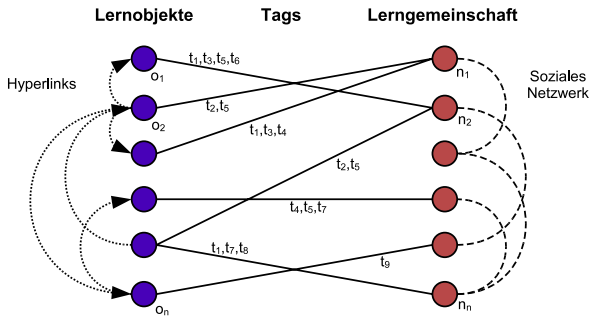 Lernobjekte Tags Lerngemeinschaft
t₁,t₃,t₅,t₆
o₁
n₁
Hyperlinks
Soziales
Netzwerk
t₂,t₅
o₂
n₂
t₁,t₃,t₄
t₂,t₅
t₄,t₅,t₇
t₁,t₇,t₈
t₉
oₙ
nₙ